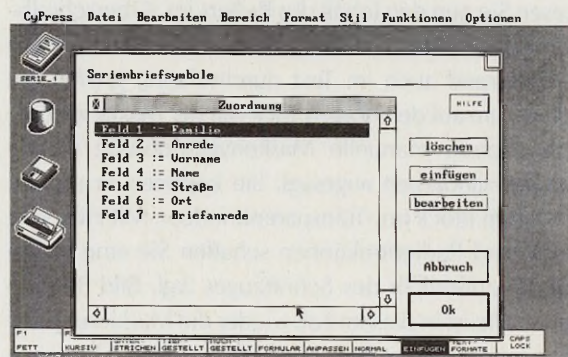 CyPress Datei Bearbeiten Bereich Format Stil Funktionen Optionen
SERIE_1
Serienbriefsymbole
Zuordnung
HILFE
Feld 1 := Familie
Feld 2 := Anrede
Feld 3 := Vorname
Feld 4 := Name
Feld 5 := Straße
Feld 6 := Ort
Feld 7 := Briefanrede
löschen
einfügen
bearbeiten
Abbruch
Ok
F1
FETT KURSIV STRICHEN GESTELLT GESTELLT FORMULAR ANPASSEN NORMAL EINFÜGEN FORMATE CAPS LOCK